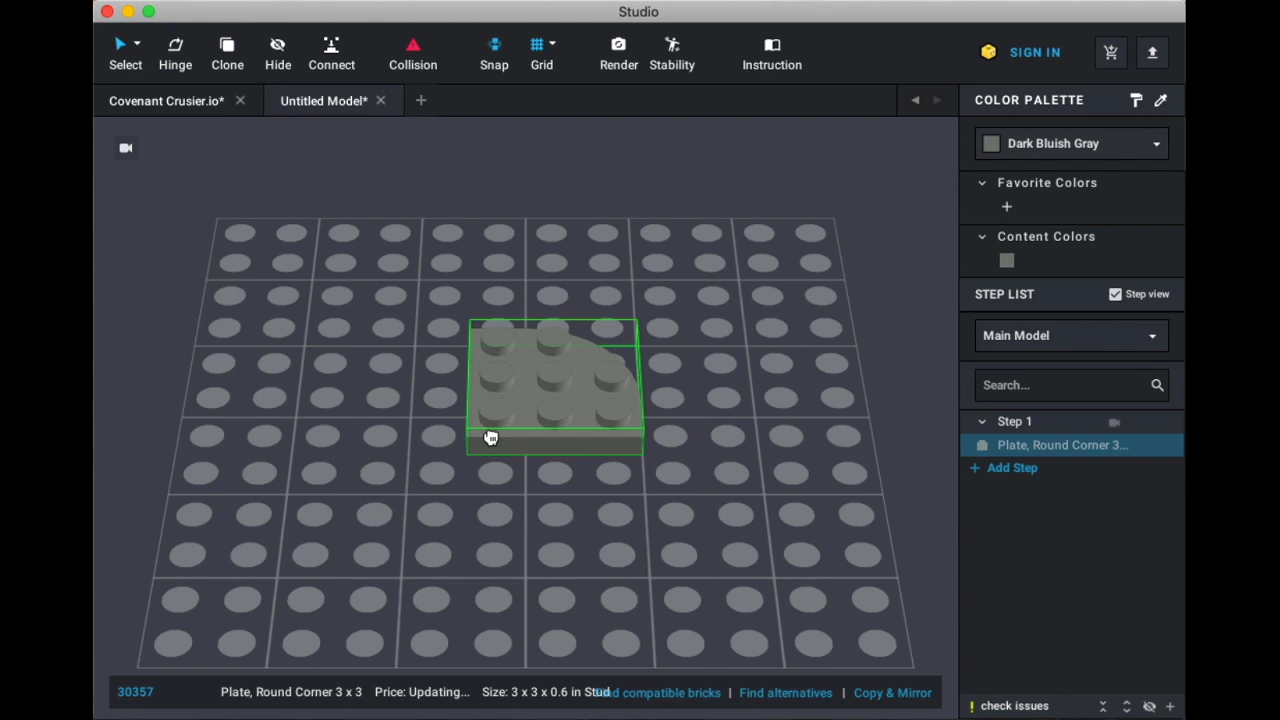 Studio
Select
Hinge
Clone
Hide
Connect
Collision
Snap
Grid
Render
Stability
Instruction
SIGN IN
Covenant Crusier.io*
Untitled Model*
COLOR PALETTE
Dark Bluish Gray
Favorite Colors
Content Colors
STEP LIST
Step view
Main Model
Search...
Step 1
Plate, Round Corner 3...
+ Add Step
30357
Plate, Round Corner 3 x 3 Price: Updating... Size: 3 x 3 x 0.6 in
compatible bricks | Find alternatives | Copy & Mirror
check issues